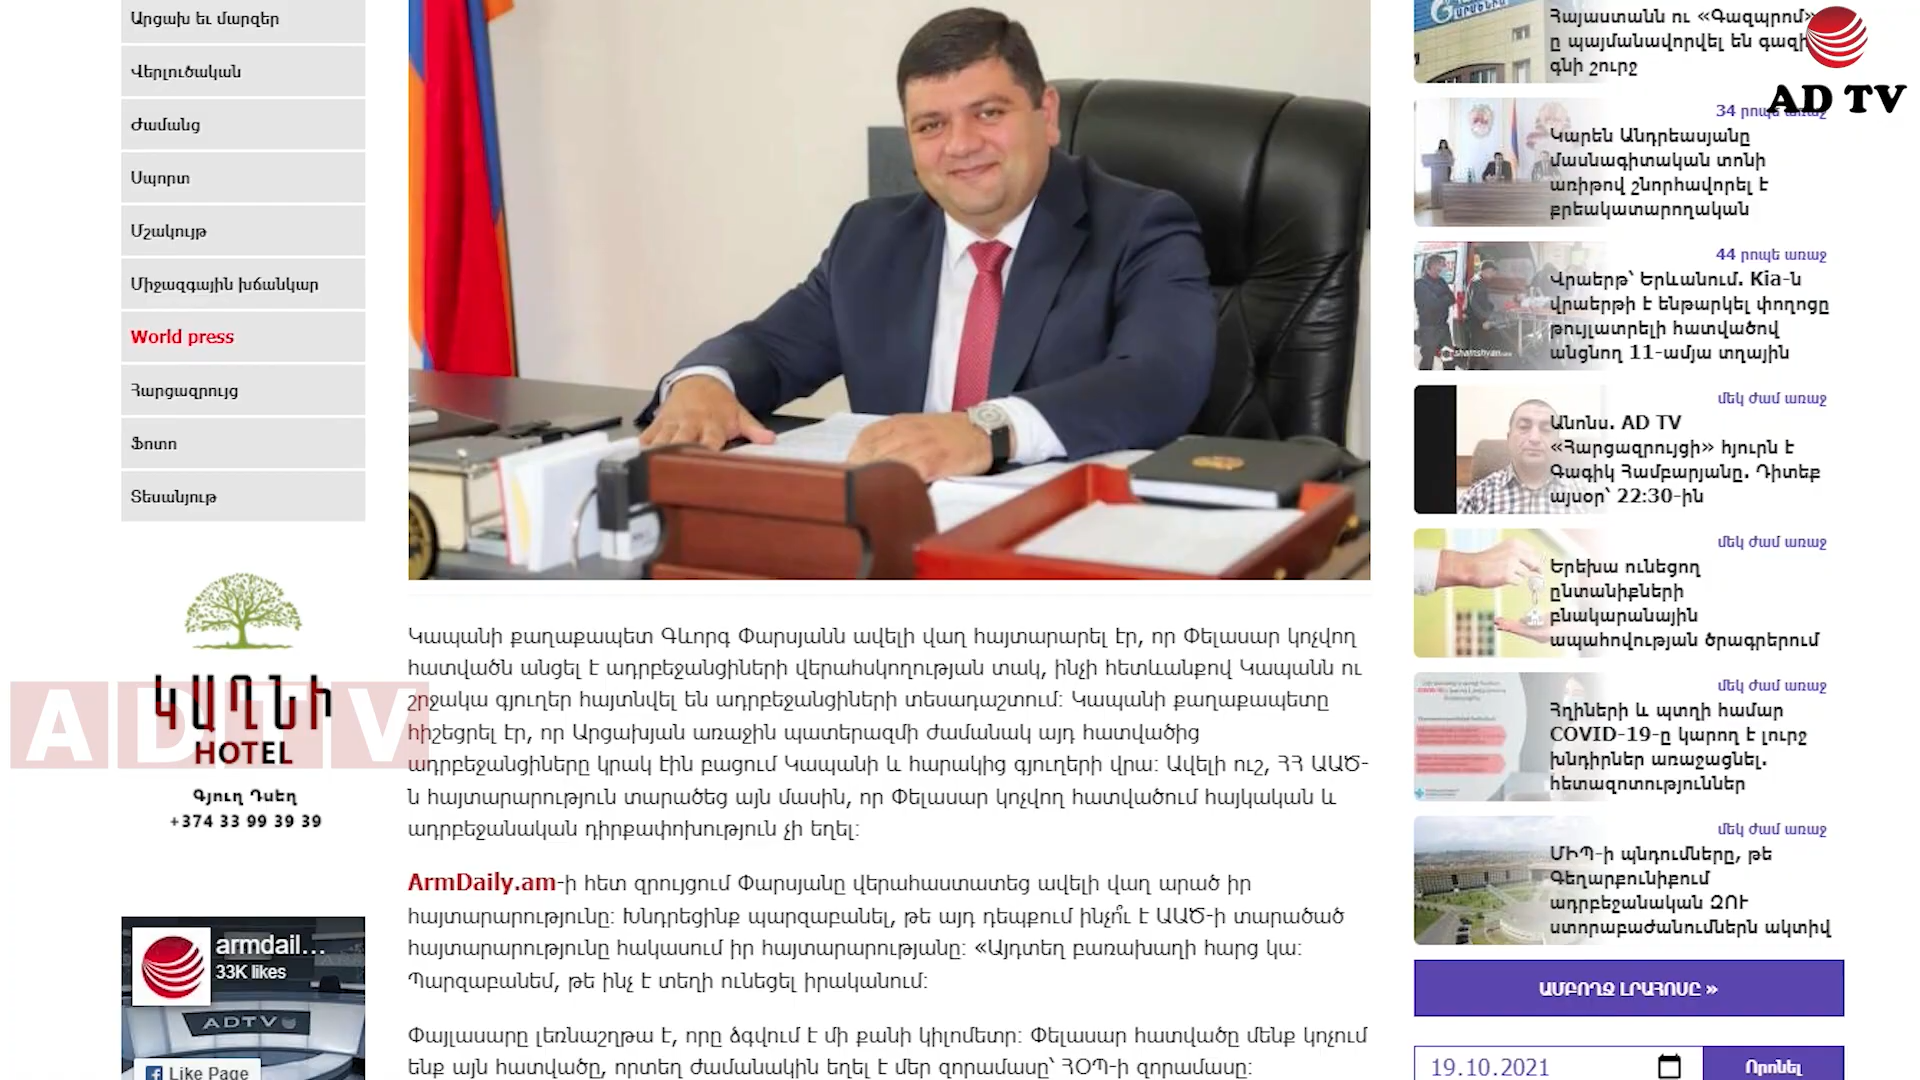 Արցախ եւ մարզեր
Վերլուծական
Ժամանց
Սպորտ
Մշակույթ
Միջազգային խճանկար
World press
Հարցազրույց
Ֆոտո
Տեսանյութ
ԿԱՂՆԻ
HOTEL
Գյուղ Դսեղ
+374 33 99 39 39
ADTV
armdail...
33K likes
ADTV
Like Page
Կապանի քաղաքապետ Գևորգ Փարսյանն ավելի վաղ հայտարարել էր, որ Փելասար կոչվող
հատվածն անցել է ադրբեջանցիների վերահսկողության տակ, ինչի հետևանքով Կապանն ու
շրջակա գյուղեր հայտնվել են ադրբեջանցիների տեսադաշտում։ Կապանի քաղաքապետը
հիշեցրել էր, որ Արցախյան առաջին պատերազմի ժամանակ այդ հատվածից
ադրբեջանցիները կրակ էին բացում Կապանի և հարակից գյուղերի վրա։ Ավելի ուշ, ՀՀ ԱԱԾ-
ն հայտարարություն տարածեց այն մասին, որ Փելասար կոչվող հատվածում հայկական և
ադրբեջանական դիրքափոխություն չի եղել։
ArmDaily.am-ի հետ զրույցում Փարսյանը վերահաստատեց ավելի վաղ արած իր
հայտարարությունը։ Խնդրեցինք պարզաբանել, թե այդ դեպքում ինչո՞ւ է ԱԱԾ-ի տարածած
հայտարարությունը հակասում իր հայտարարությանը։ «Այդտեղ բառախաղի հարց կա։
Պարզաբանեմ, թե ինչ է տեղի ունեցել իրականում։
Փայլասարը լեռնաշղթա է, որը ձգվում է մի քանի կիլոմետր։ Փելասար հատվածը մենք կոչում
ենք այն հատվածը, որտեղ ժամանակին եղել է մեր զորամասը՝ ՀՕՊ-ի զորամասը։
Հայաստանն ու «Գազպրոմ»
ը պայմանավորվել են գազի
գնի շուրջ
AD TV
34 րոպե առաջ
Կարեն Անդրեասյանը
մասնագիտական տոնի
առիթով շնորհավորել է
քրեակատարողական
44 րոպե առաջ
Վրաերթ՝ Երևանում. Kia-ն
վրաերթի է ենթարկել փողոցը
թույլատրելի հատվածով
անցնող 11-ամյա տղային
shamshyan.com
մեկ ժամ առաջ
Անոնս. AD TV
«Հարցազրույցի» հյուրն է
Գագիկ Համբարյանը. Դիտեք
այսօր՝ 22:30-ին
մեկ ժամ առաջ
Երեխա ունեցող
ընտանիքների
բնակարանային
ապահովության ծրագրերում
մեկ ժամ առաջ
Հղիների և պտղի համար
COVID-19-ը կարող է լուրջ
խնդիրներ առաջացնել.
հետազոտություններ
մեկ ժամ առաջ
ՄԻՊ-ի պնդումները, թե
Գեղարքունիքում
ադրբեջանական ԶՈՒ
ստորաբաժանումներն ակտիվ
ԱՄԲՈՂՋ ԼՐԱՀՈՍԸ »
19.10.2021
Որոնել